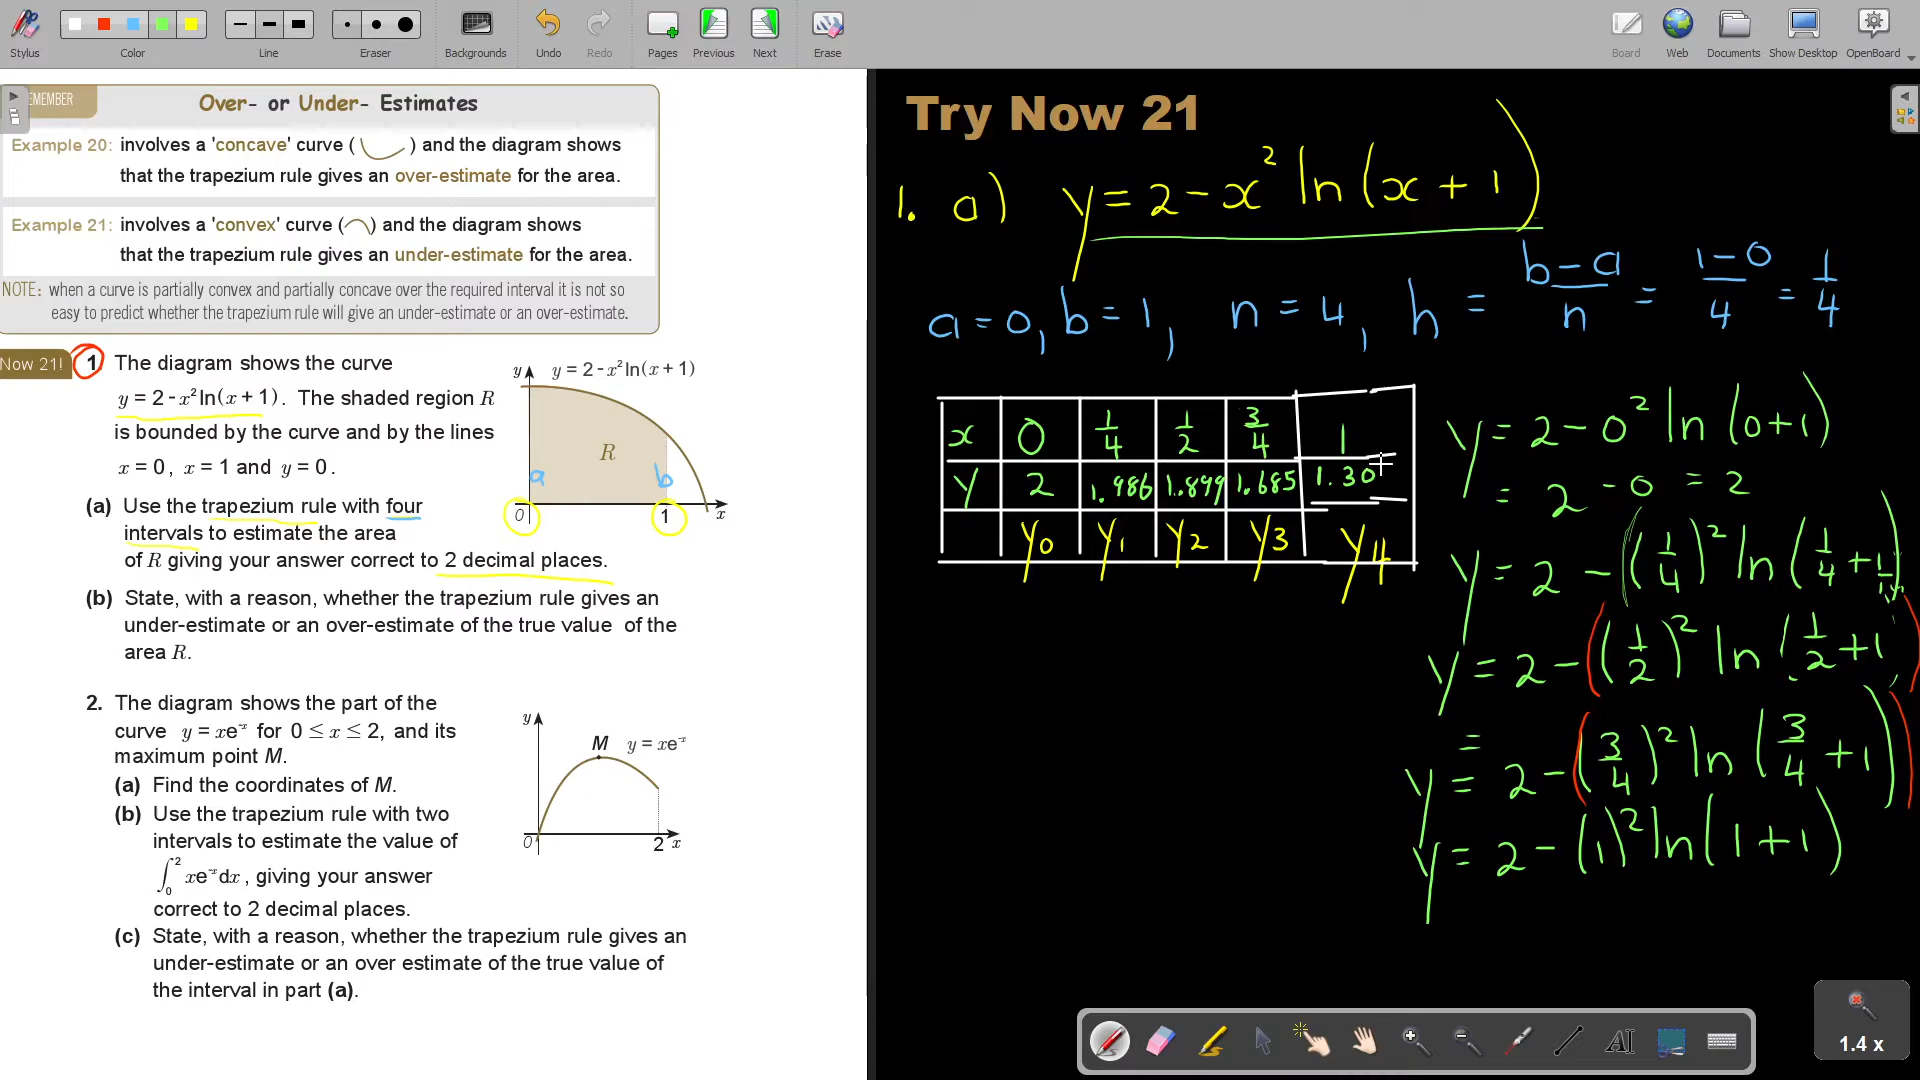 Stylus
Color
Line
Eraser
Backgrounds
Undo
Redo
Pages
Previous
Next
Erase
Board
Web
Documents
Show Desktop
OpenBoard
EMEMBER
Over- or Under- Estimates
Example 20: involves a 'concave' curve ( ) and the diagram shows
that the trapezium rule gives an over-estimate for the area.
Example 21: involves a 'convex' curve ( ) and the diagram shows
that the trapezium rule gives an under-estimate for the area.
NOTE: when a curve is partially convex and partially concave over the required interval it is not so
easy to predict whether the trapezium rule will give an under-estimate or an over-estimate.
Now 21!
1. The diagram shows the curve
y = 2 - x² ln(x + 1). The shaded region R
is bounded by the curve and by the lines
x = 0, x = 1 and y = 0.
(a) Use the trapezium rule with four
intervals to estimate the area
of R giving your answer correct to 2 decimal places.
(b) State, with a reason, whether the trapezium rule gives an
under-estimate or an over-estimate of the true value of the
area R.
y
y = 2 - x² ln(x + 1)
R
a
b
0
1
x
2. The diagram shows the part of the
curve y = xe⁻ˣ for 0 ≤ x ≤ 2, and its
maximum point M.
(a) Find the coordinates of M.
(b) Use the trapezium rule with two
intervals to estimate the value of
∫₀² xe⁻ˣ dx, giving your answer
correct to 2 decimal places.
(c) State, with a reason, whether the trapezium rule gives an
under-estimate or an over estimate of the true value of
the interval in part (a).
y
M
y = xe⁻ˣ
0
2
x
Try Now 21
1. a) y = 2 - x² ln(x + 1)
a = 0, b = 1, n = 4, h = (b-a)/n = (1-0)/4 = 1/4
x 0 1/4 1/2 3/4 1
y 2 1.986 1.899 1.685 1.30
y0 y1 y2 y3 y4
y = 2 - 0² ln(0+1)
= 2 - 0 = 2
y = 2 - ((1/4)² ln(1/4 + 1))
y = 2 - ((1/2)² ln(1/2 + 1))
=
y = 2 - ((3/4)² ln(3/4 + 1))
y = 2 - (1)² ln(1+1)
AI
1.4 x